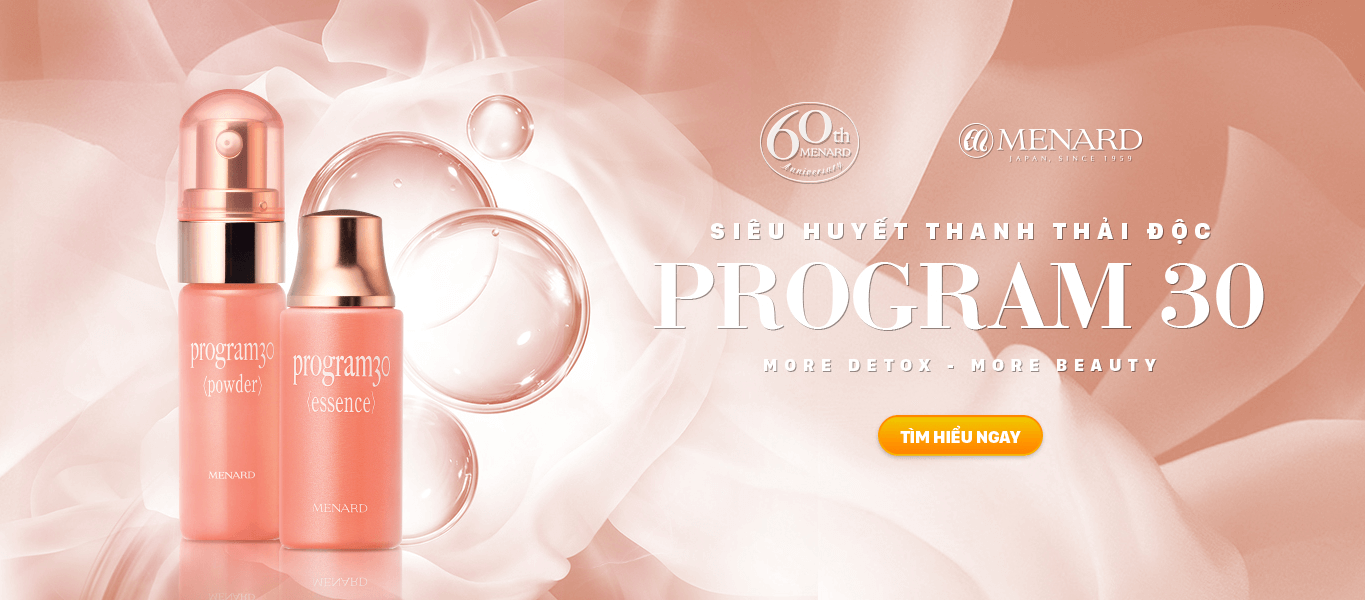 60th
MENARD
Anniversary
MENARD
JAPAN, SINCE 1959
SIÊU HUYẾT THANH THẢI ĐỘC
PROGRAM 30
MORE DETOX - MORE BEAUTY
TÌM HIỂU NGAY
program30
(powder)
MENARD
program30
(essence)
MENARD